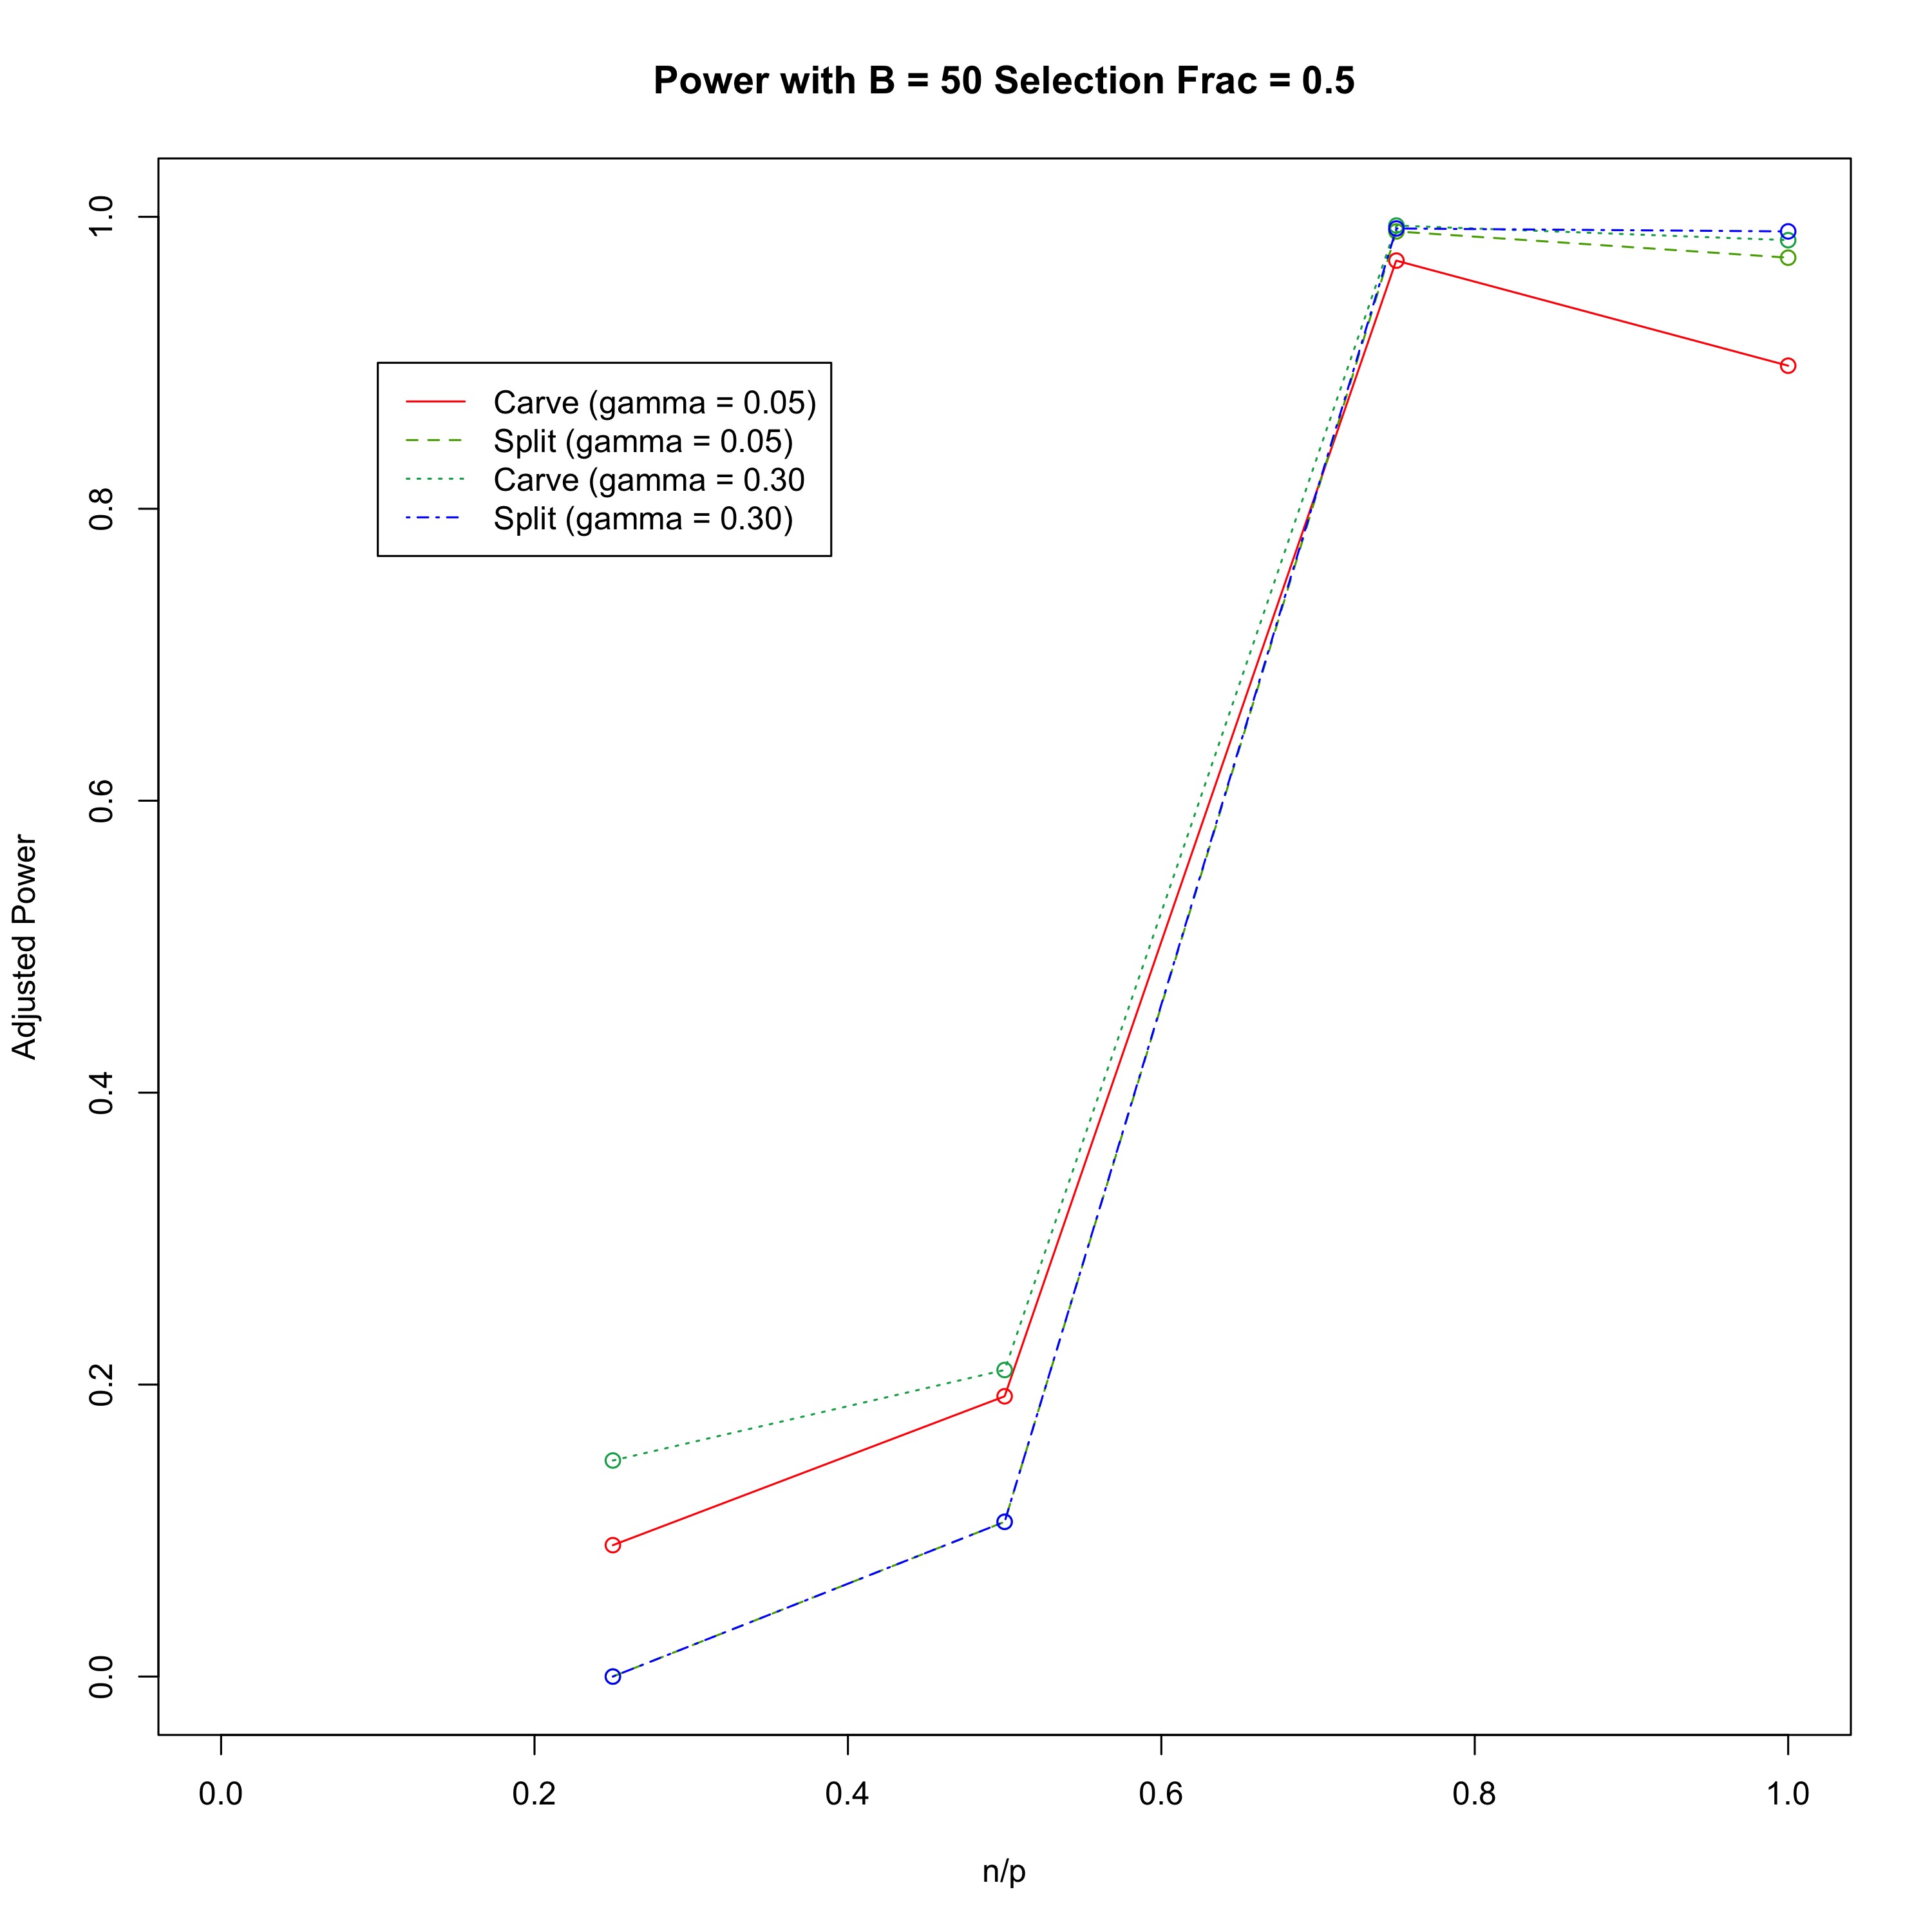 Power with B = 50 Selection Frac = 0.5
1.0
0.8
0.6
0.4
0.2
0.0
Adjusted Power
Carve (gamma = 0.05)
Split (gamma = 0.05)
Carve (gamma = 0.30
Split (gamma = 0.30)
0.0 0.2 0.4 0.6 0.8 1.0
n/p